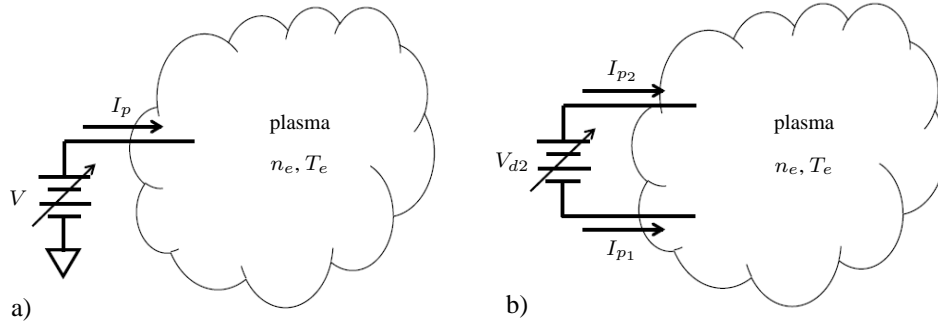 I_p
plasma
n_e, T_e
V
a)
I_{p_2}
plasma
n_e, T_e
V_{d2}
I_{p_1}
b)